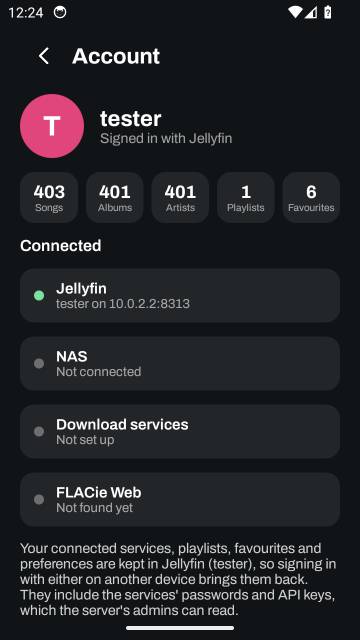 12:24
Account
T
tester
Signed in with Jellyfin
403 401 401 1 6
Songs Albums Artists Playlists Favourites
Connected
Jellyfin
tester on 10.0.2.2:8313
NAS
Not connected
Download services
Not set up
FLACie Web
Not found yet
Your connected services, playlists, favourites and
preferences are kept in Jellyfin (tester), so signing in
with either on another device brings them back.
They include the services' passwords and API keys,
which the server's admins can read.